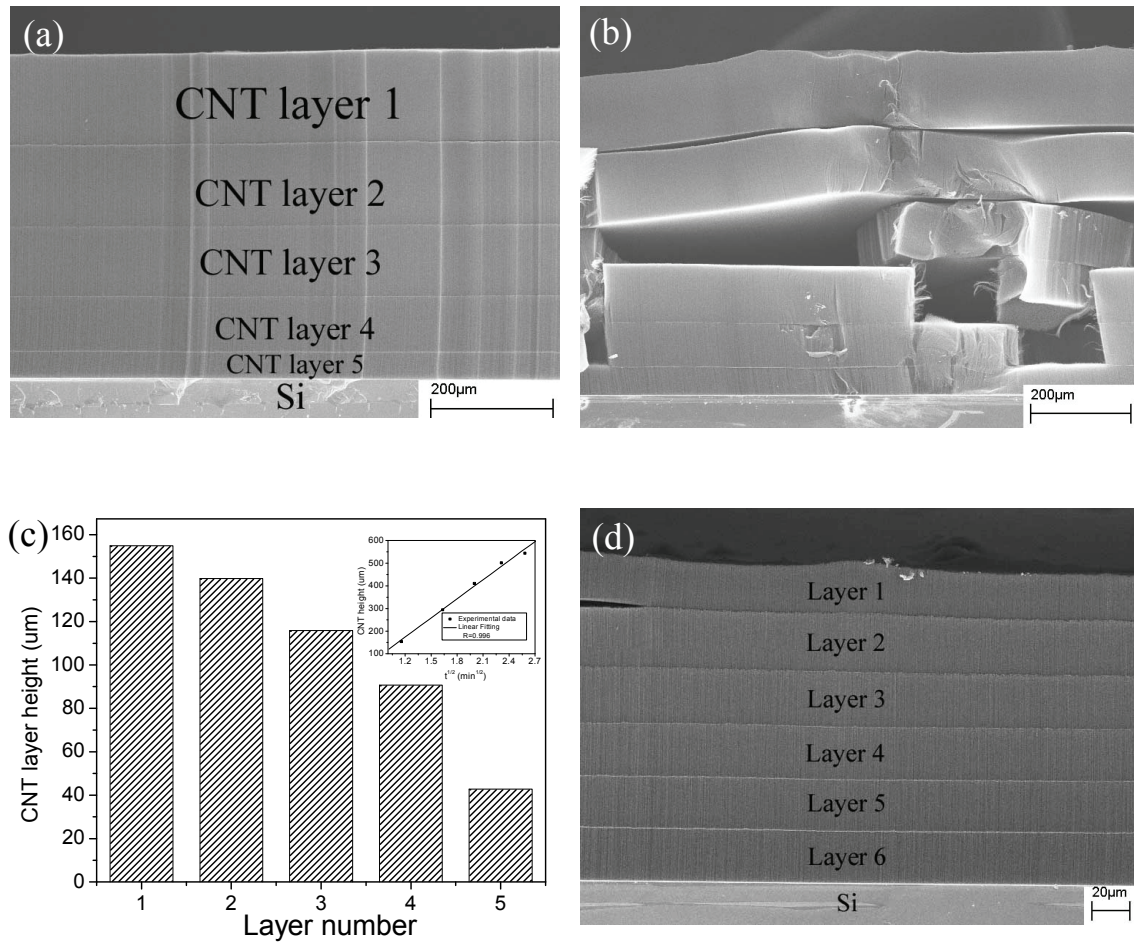 (a)
CNT layer 1
CNT layer 2
CNT layer 3
CNT layer 4
CNT layer 5
Si
200µm
(b)
200µm
(c)
CNT layer height (um)
160
140
120
100
80
60
40
20
0
1 2 3 4 5
Layer number
CNT height (um)
600
500
400
300
200
100
Experimental data
Linear Fitting
R=0.996
1.2 1.5 1.8 2.1 2.4 2.7
t^1/2 (min^1/2)
(d)
Layer 1
Layer 2
Layer 3
Layer 4
Layer 5
Layer 6
Si
20µm